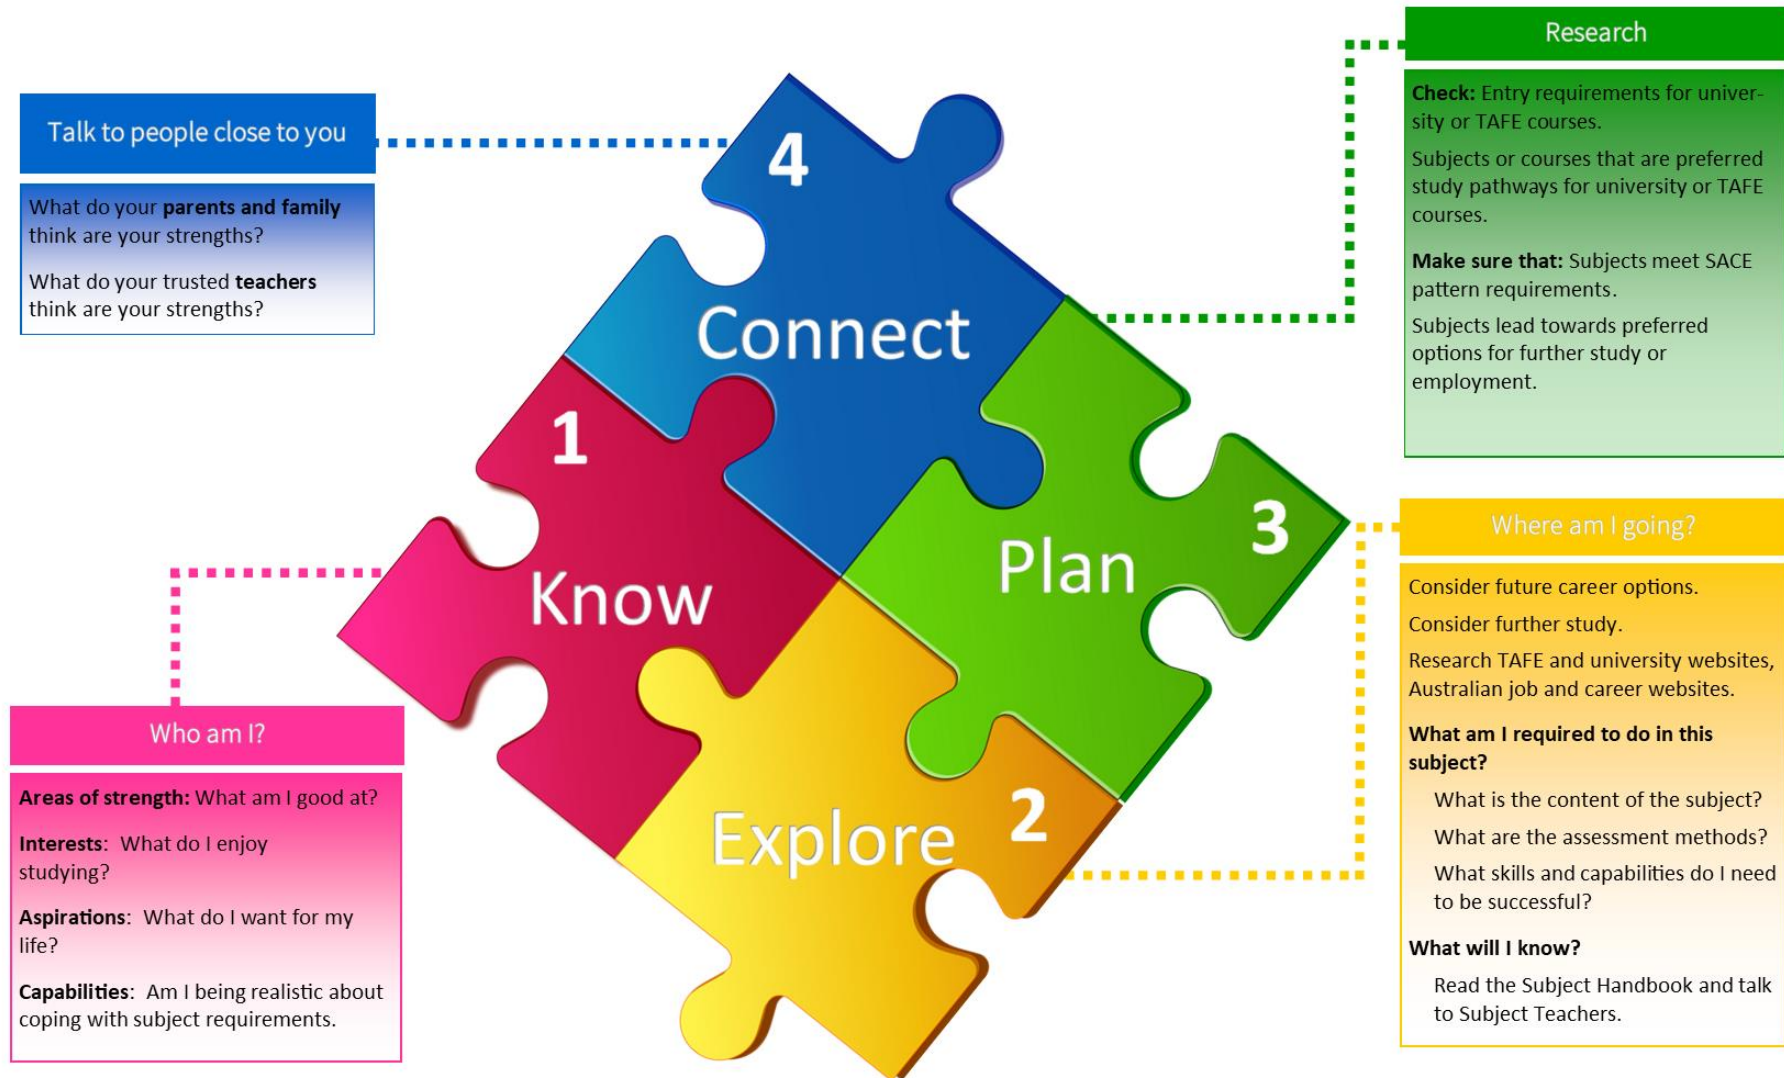 Talk to people close to you
What do your parents and family
think are your strengths?
What do your trusted teachers
think are your strengths?
4
Connect
Research
Check: Entry requirements for univer-
sity or TAFE courses.
Subjects or courses that are preferred
study pathways for university or TAFE
courses.
Make sure that: Subjects meet SACE
pattern requirements.
Subjects lead towards preferred
options for further study or
employment.
1
Know
3
Plan
2
Explore
Who am I?
Areas of strength: What am I good at?
Interests:  What do I enjoy
studying?
Aspirations:  What do I want for my
life?
Capabilities:  Am I being realistic about
coping with subject requirements.
Where am I going?
Consider future career options.
Consider further study.
Research TAFE and university websites,
Australian job and career websites.
What am I required to do in this
subject?
What is the content of the subject?
What are the assessment methods?
What skills and capabilities do I need
to be successful?
What will I know?
Read the Subject Handbook and talk
to Subject Teachers.